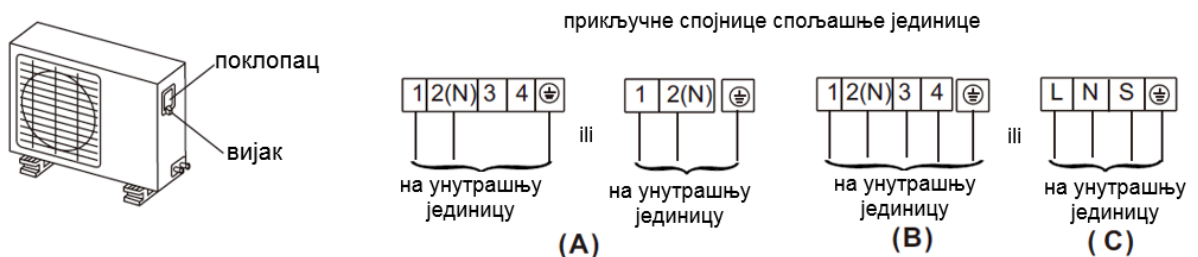 прикључне спојнице спољашње јединице
поклопац
вијак
1 2(N) 3 4
на унутрашњу
јединицу
(A)
ili
1 2(N)
на унутрашњу
јединицу
1 2(N) 3 4
на унутрашњу
јединицу
(B)
ili
L N S
на унутрашњу
јединицу
(C)